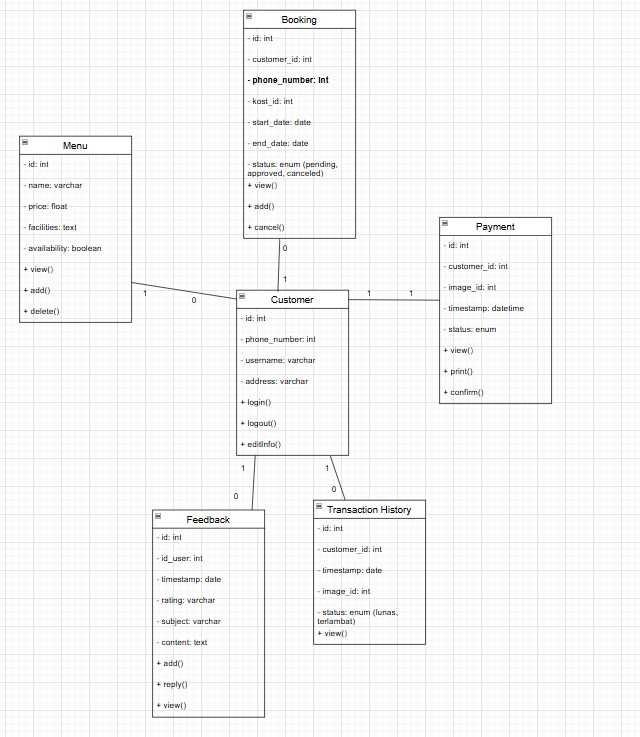 Booking
- id: int
- customer_id: int
- phone_number: int
- kost_id: int
- start_date: date
- end_date: date
- status: enum (pending,
approved, canceled)
+ view()
+ add()
+ cancel()
0
1
Menu
- id: int
- name: varchar
- price: float
- facilities: text
- availability: boolean
+ view()
+ add()
+ delete()
1
0
Customer
- id: int
- phone_number: int
- username: varchar
- address: varchar
+ login()
+ logout()
+ editInfo()
1
1
Payment
- id: int
- customer_id: int
- image_id: int
- timestamp: datetime
- status: enum
+ view()
+ print()
+ confirm()
1
0
1
0
Feedback
- id: int
- id_user: int
- timestamp: date
- rating: varchar
- subject: varchar
- content: text
+ add()
+ reply()
+ view()
Transaction History
- id: int
- customer_id: int
- timestamp: date
- image_id: int
- status: enum (lunas,
terlambat)
+ view()